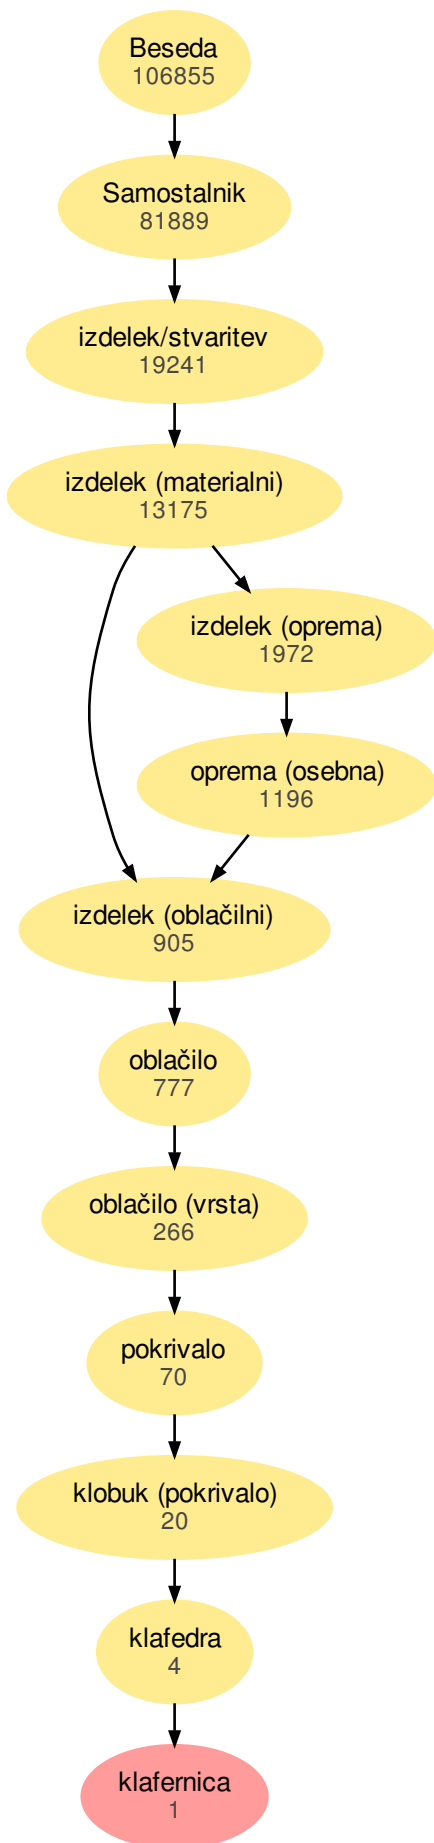 Beseda
106855
Samostalnik
81889
izdelek/stvaritev
19241
izdelek (materialni)
13175
izdelek (oprema)
1972
oprema (osebna)
1196
izdelek (oblačilni)
905
oblačilo
777
oblačilo (vrsta)
266
pokrivalo
70
klobuk (pokrivalo)
20
klafedra
4
klafernica
1